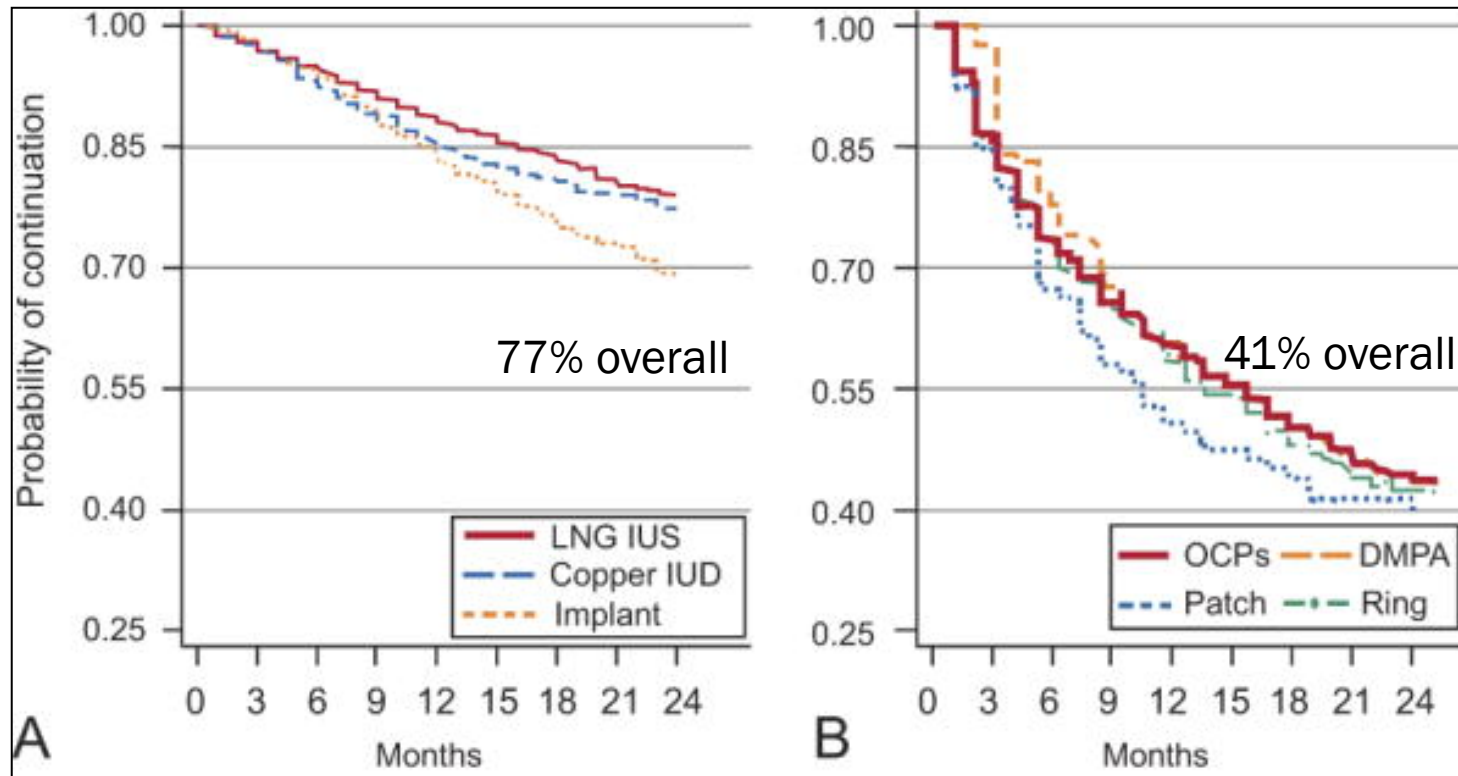 Probability of continuation
1.00
0.85
0.70
0.55
0.40
0.25
77% overall
LNG IUS
Copper IUD
Implant
0 3 6 9 12 15 18 21 24
A
Months
1.00
0.85
0.70
0.55
0.40
0.25
41% overall
OCPs DMPA
Patch Ring
0 3 6 9 12 15 18 21 24
B
Months